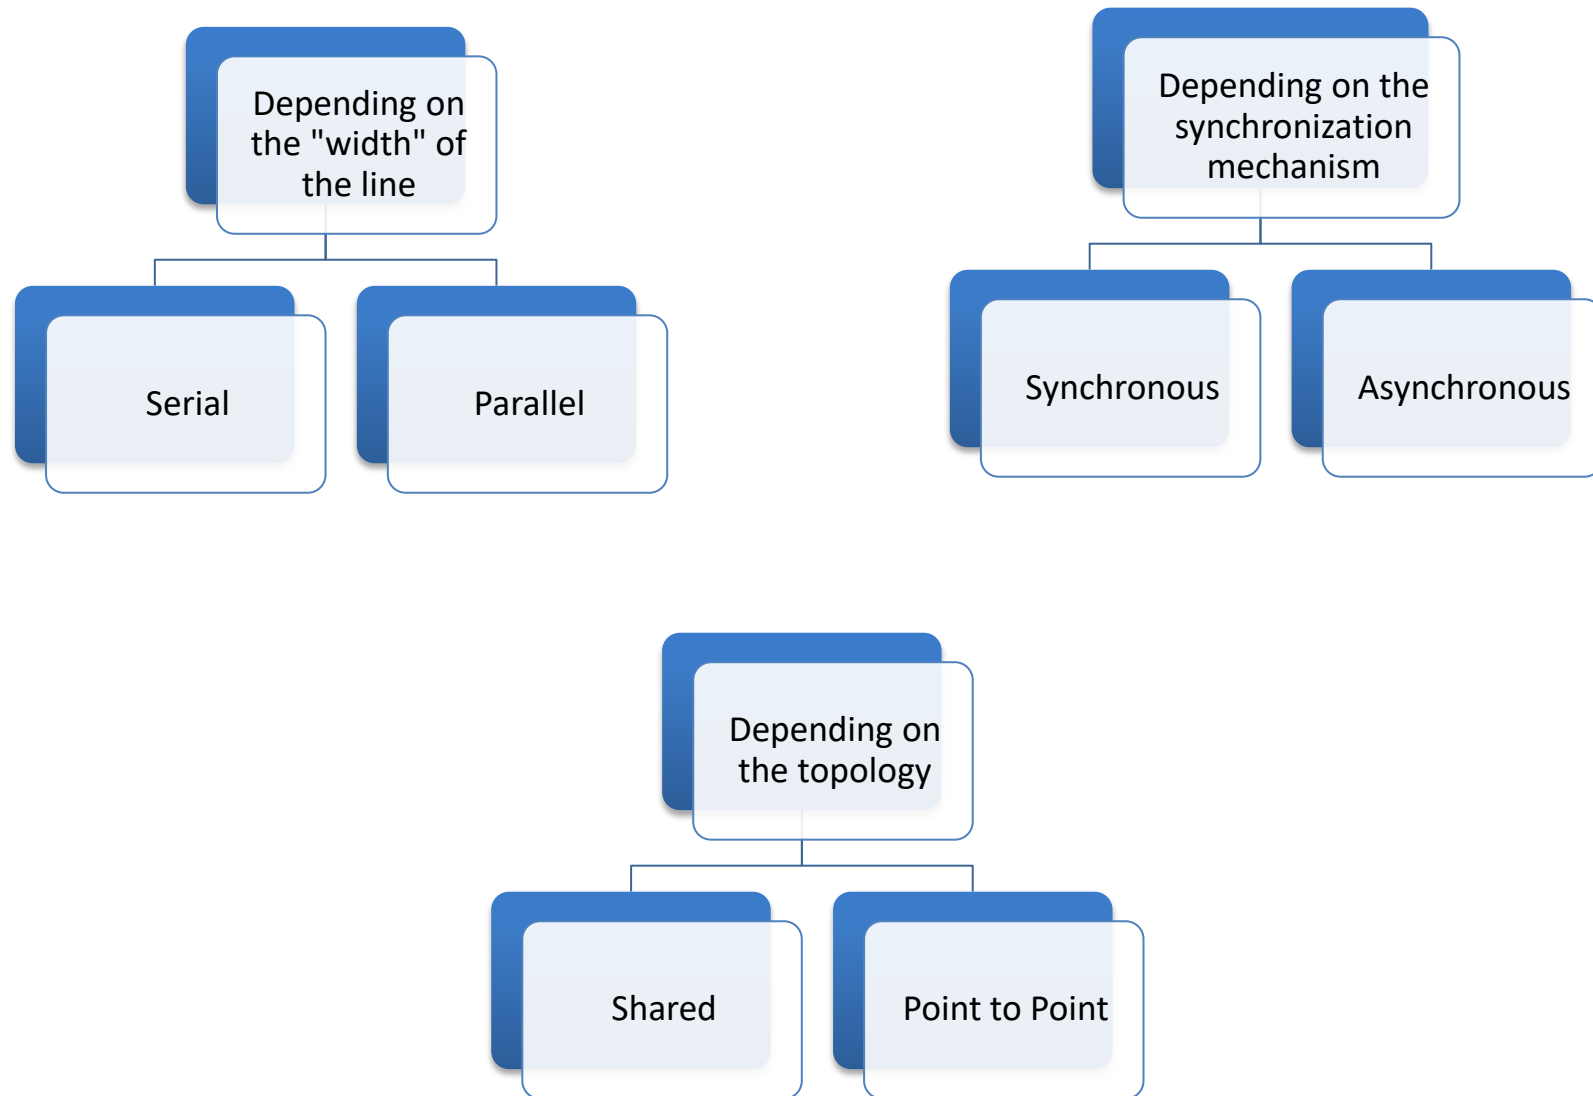 Depending on
the "width" of
the line
Serial
Parallel
Depending on the
synchronization
mechanism
Synchronous
Asynchronous
Depending on
the topology
Shared
Point to Point